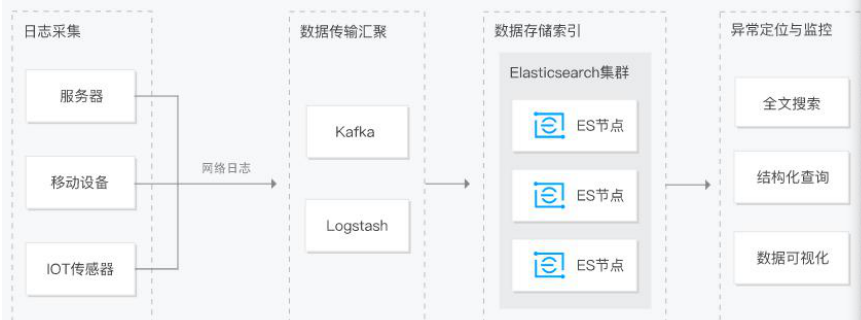 日志采集
服务器
移动设备
IOT传感器
网络日志
数据传输汇聚
Kafka
Logstash
数据存储索引
Elasticsearch集群
ES节点
ES节点
ES节点
异常定位与监控
全文搜索
结构化查询
数据可视化